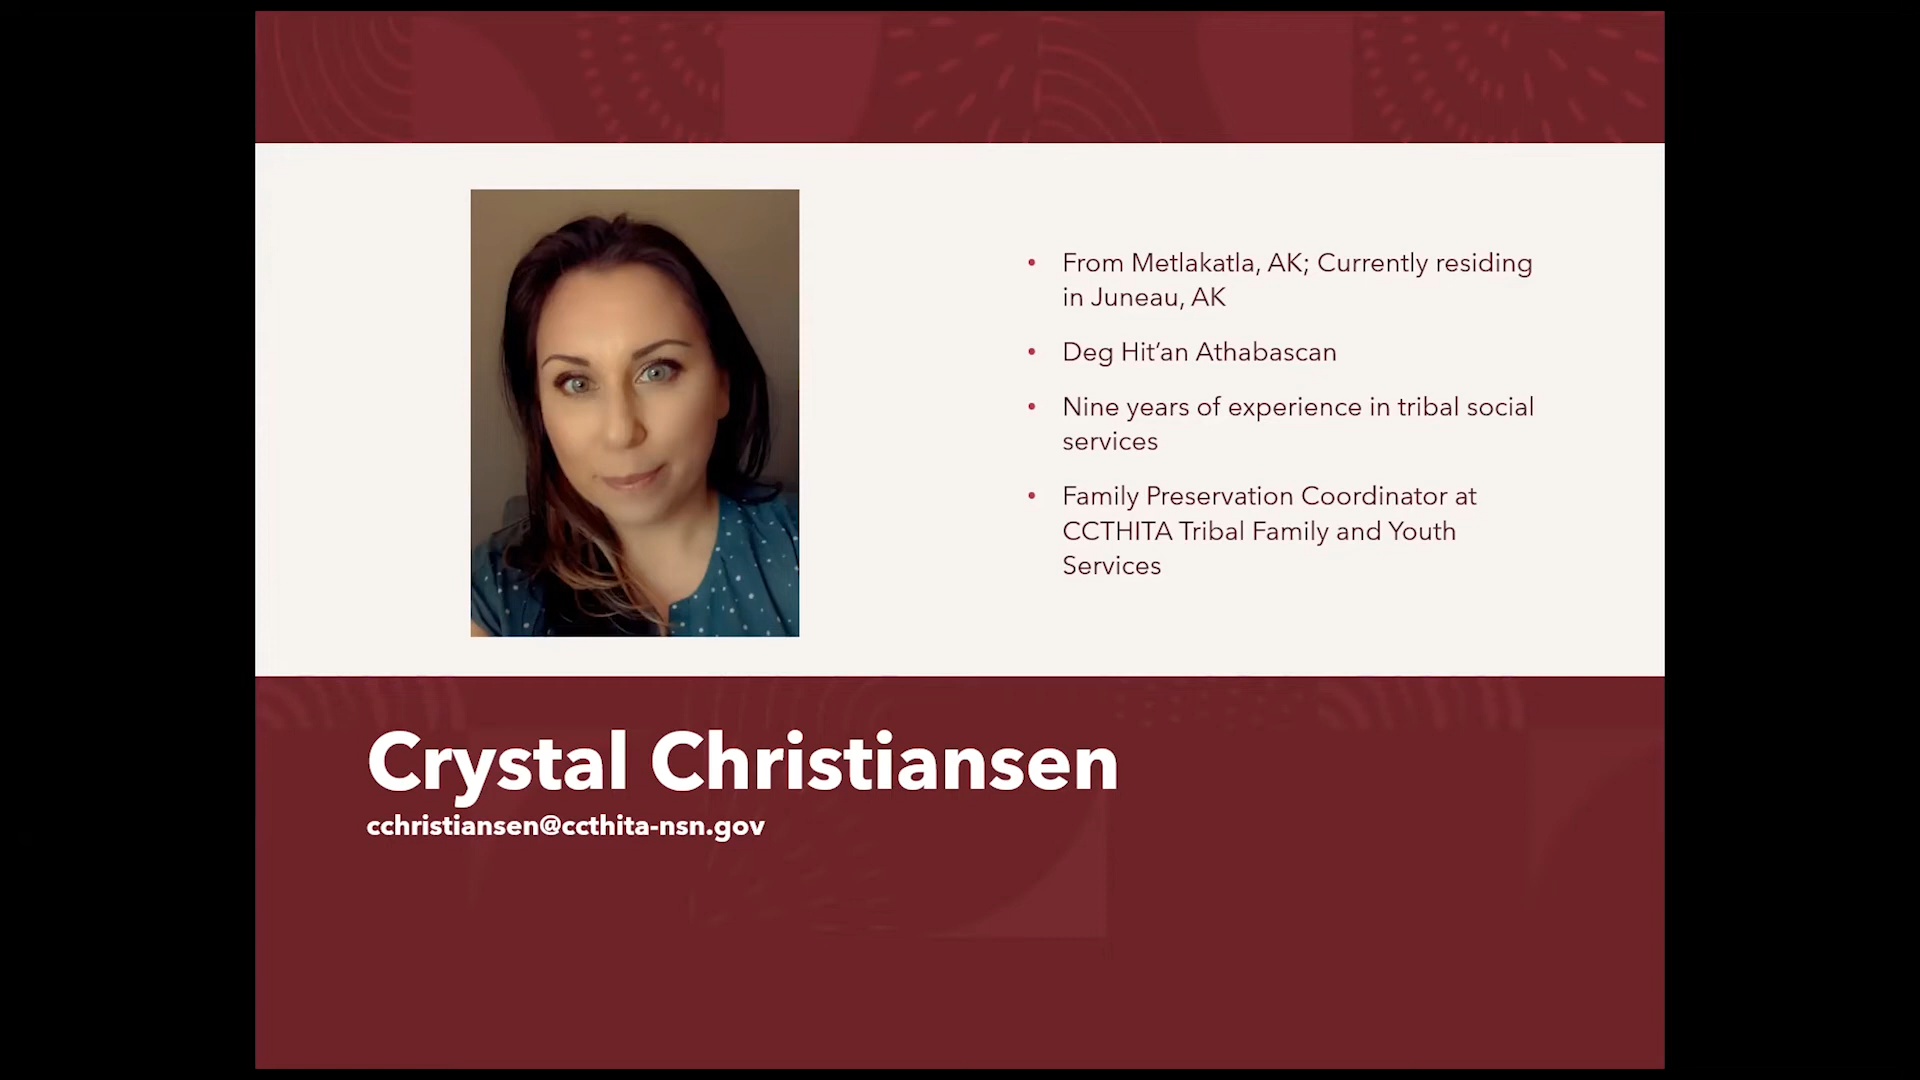 • From Metlakatla, AK; Currently residing
in Juneau, AK
• Deg Hit’an Athabascan
• Nine years of experience in tribal social
services
• Family Preservation Coordinator at
CCTHITA Tribal Family and Youth
Services
Crystal Christiansen
cchristiansen@ccthita-nsn.gov